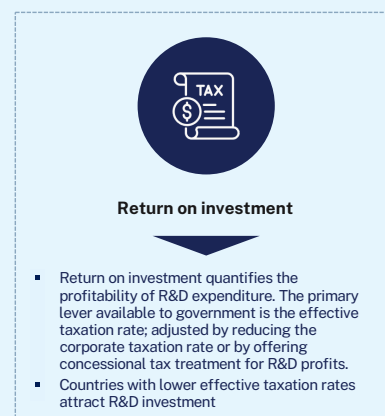 TAX
$
Return on investment
▪ Return on investment quantifies the
profitability of R&D expenditure. The primary
lever available to government is the effective
taxation rate; adjusted by reducing the
corporate taxation rate or by offering
concessional tax treatment for R&D profits.
▪ Countries with lower effective taxation rates
attract R&D investment